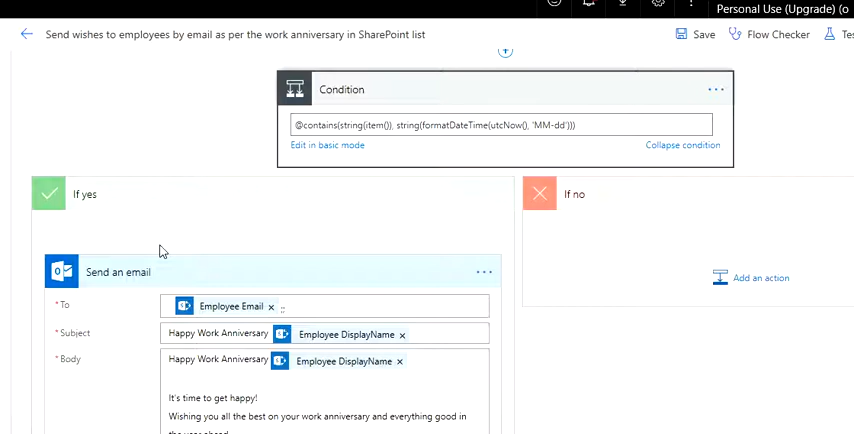 Personal Use (Upgrade) (o
Send wishes to employees by email as per the work anniversary in SharePoint list
Save
Flow Checker
Tes
Condition
@contains(string(item()), string(formatDateTime(utcNow(), 'MM-dd')))
Edit in basic mode
Collapse condition
If yes
If no
Send an email
Add an action
* To
Employee Email x ;;
* Subject
Happy Work Anniversary Employee DisplayName x
* Body
Happy Work Anniversary Employee DisplayName x
It's time to get happy!
Wishing you all the best on your work anniversary and everything good in